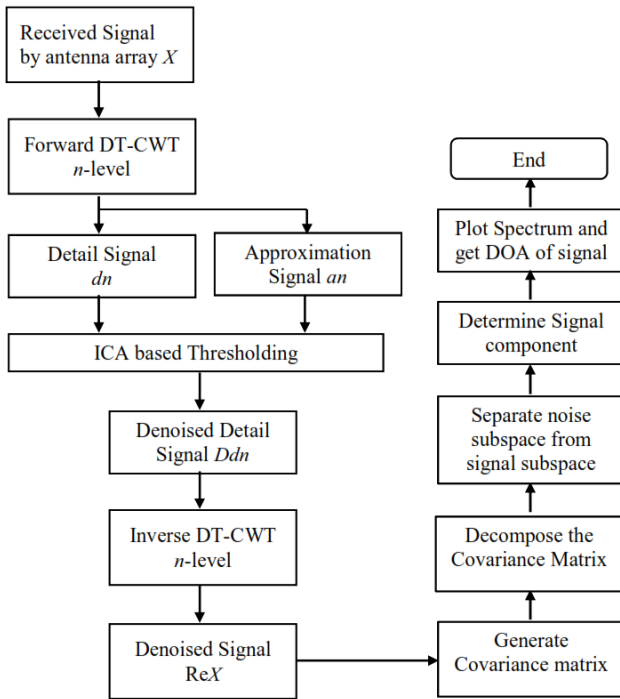 Received Signal
by antenna array X
Forward DT-CWT
n-level
Detail Signal
dn
Approximation
Signal an
ICA based Thresholding
Denoised Detail
Signal Ddn
Inverse DT-CWT
n-level
Denoised Signal
ReX
Generate
Covariance matrix
Decompose the
Covariance Matrix
Separate noise
subspace from
signal subspace
Determine Signal
component
Plot Spectrum and
get DOA of signal
End